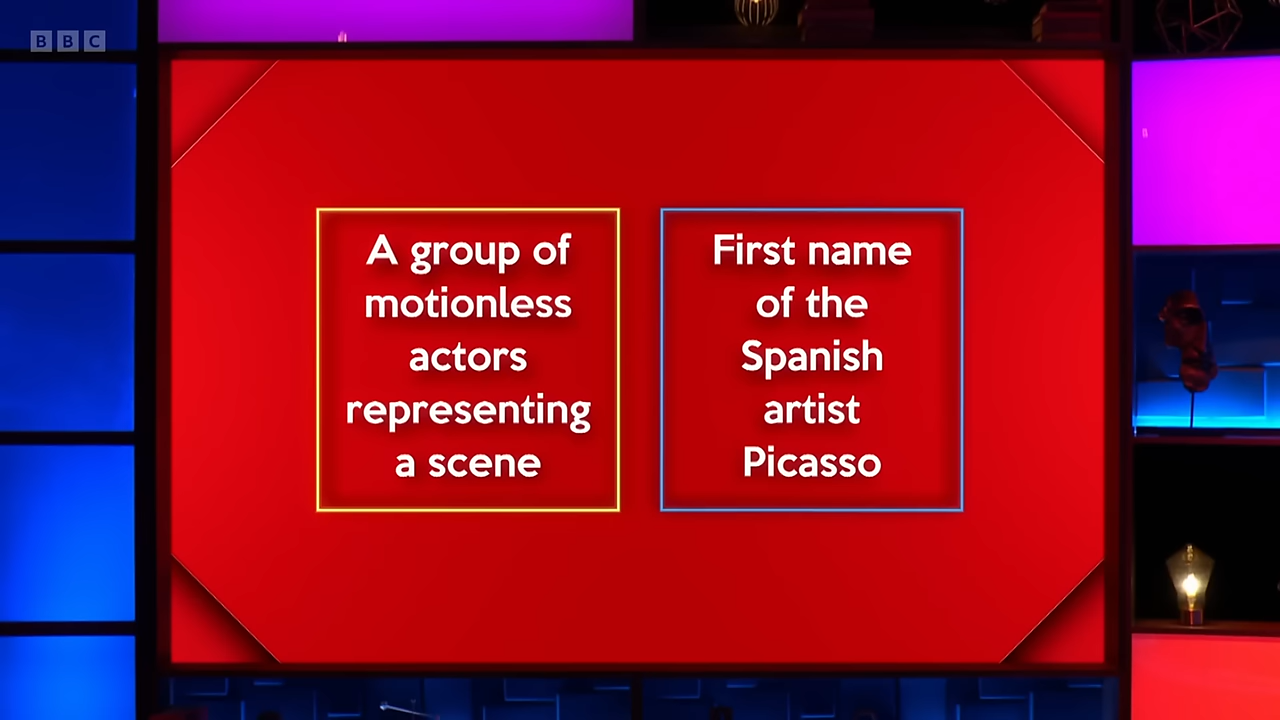 BBC
A group of
motionless
actors
representing
a scene
First name
of the
Spanish
artist
Picasso